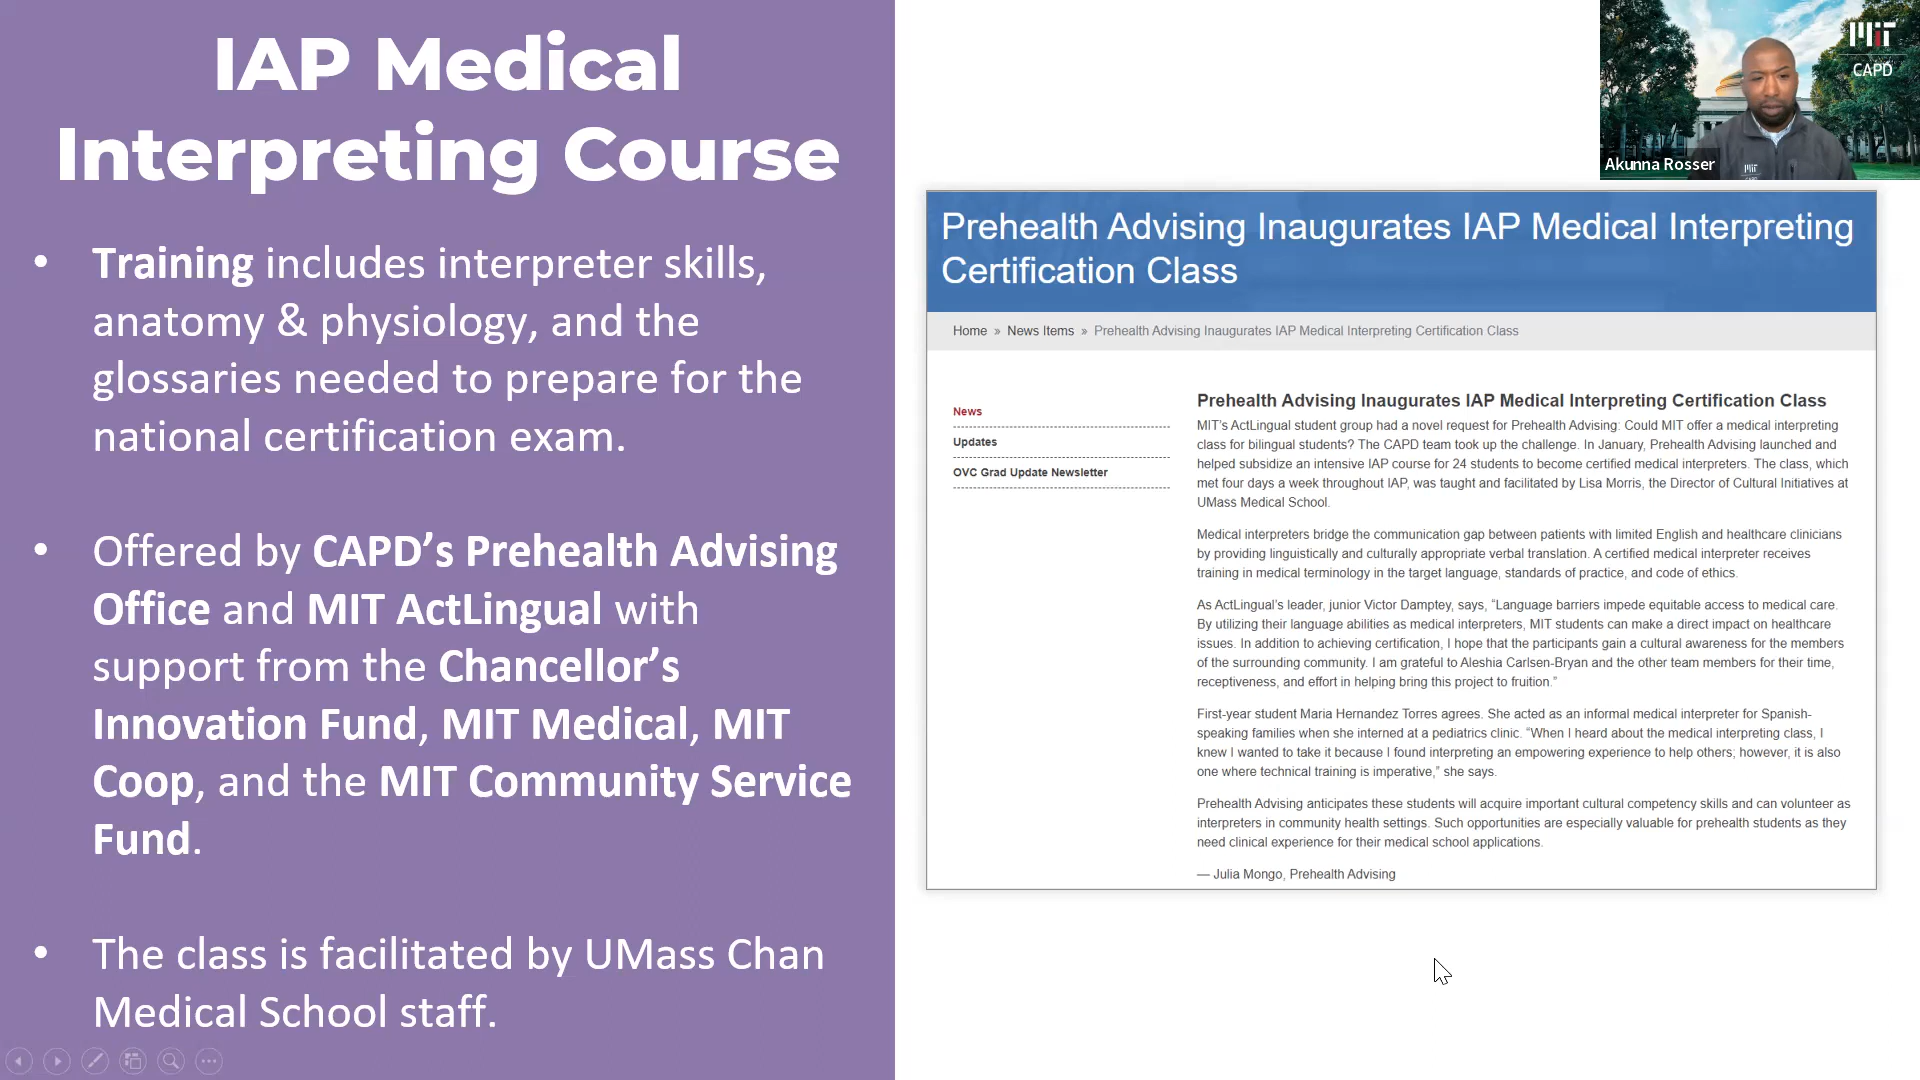 IAP Medical
Interpreting Course
• Training includes interpreter skills,
anatomy & physiology, and the
glossaries needed to prepare for the
national certification exam.
• Offered by CAPD’s Prehealth Advising
Office and MIT ActLingual with
support from the Chancellor’s
Innovation Fund, MIT Medical, MIT
Coop, and the MIT Community Service
Fund.
• The class is facilitated by UMass Chan
Medical School staff.
MIT
CAPD
Akunna Rosser
MIT
Prehealth Advising Inaugurates IAP Medical Interpreting
Certification Class
Home » News Items » Prehealth Advising Inaugurates IAP Medical Interpreting Certification Class
News
Updates
OVC Grad Update Newsletter
Prehealth Advising Inaugurates IAP Medical Interpreting Certification Class
MIT’s ActLingual student group had a novel request for Prehealth Advising: Could MIT offer a medical interpreting
class for bilingual students? The CAPD team took up the challenge. In January, Prehealth Advising launched and
helped subsidize an intensive IAP course for 24 students to become certified medical interpreters. The class, which
met four days a week throughout IAP, was taught and facilitated by Lisa Morris, the Director of Cultural Initiatives at
UMass Medical School.
Medical interpreters bridge the communication gap between patients with limited English and healthcare clinicians
by providing linguistically and culturally appropriate verbal translation. A certified medical interpreter receives
training in medical terminology in the target language, standards of practice, and code of ethics.
As ActLingual’s leader, junior Victor Damptey, says, “Language barriers impede equitable access to medical care.
By utilizing their language abilities as medical interpreters, MIT students can make a direct impact on healthcare
issues. In addition to achieving certification, I hope that the participants gain a cultural awareness for the members
of the surrounding community. I am grateful to Aleshia Carlsen-Bryan and the other team members for their time,
receptiveness, and effort in helping bring this project to fruition.”
First-year student Maria Hernandez Torres agrees. She acted as an informal medical interpreter for Spanish-
speaking families when she interned at a pediatrics clinic. “When I heard about the medical interpreting class, I
knew I wanted to take it because I found interpreting an empowering experience to help others; however, it is also
one where technical training is imperative,” she says.
Prehealth Advising anticipates these students will acquire important cultural competency skills and can volunteer as
interpreters in community health settings. Such opportunities are especially valuable for prehealth students as they
need clinical experience for their medical school applications.
— Julia Mongo, Prehealth Advising